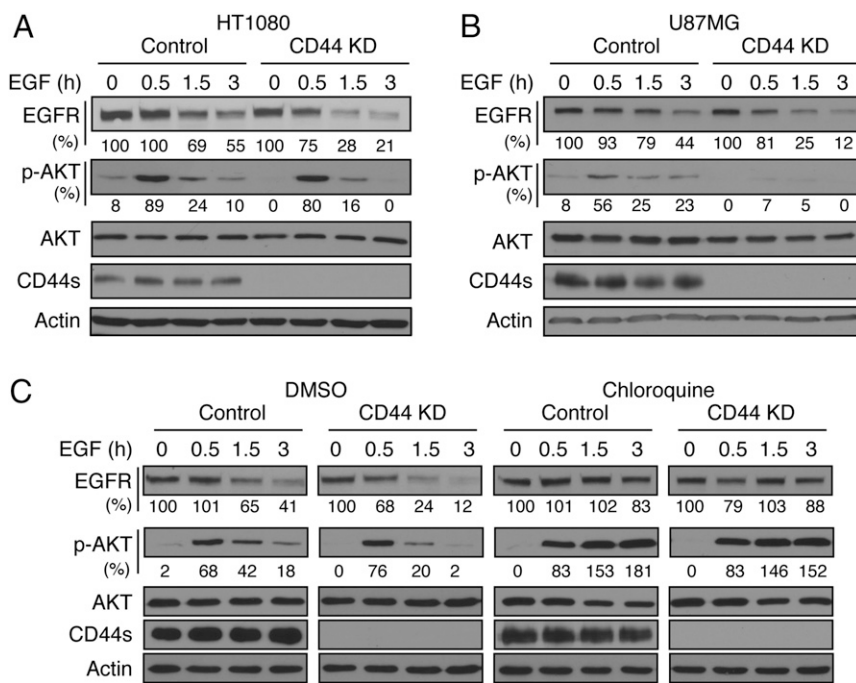 A HT1080
Control CD44 KD
EGF (h) 0 0.5 1.5 3 0 0.5 1.5 3
EGFR
(%) 100 100 69 55 100 75 28 21
p-AKT
(%) 8 89 24 10 0 80 16 0
AKT
CD44s
Actin
B U87MG
Control CD44 KD
EGF (h) 0 0.5 1.5 3 0 0.5 1.5 3
EGFR
(%) 100 93 79 44 100 81 25 12
p-AKT
(%) 8 56 25 23 0 7 5 0
AKT
CD44s
Actin
C DMSO Chloroquine
Control CD44 KD Control CD44 KD
EGF (h) 0 0.5 1.5 3 0 0.5 1.5 3 0 0.5 1.5 3 0 0.5 1.5 3
EGFR
(%) 100 101 65 41 100 68 24 12 100 101 102 83 100 79 103 88
p-AKT
(%) 2 68 42 18 0 76 20 2 0 83 153 181 0 83 146 152
AKT
CD44s
Actin